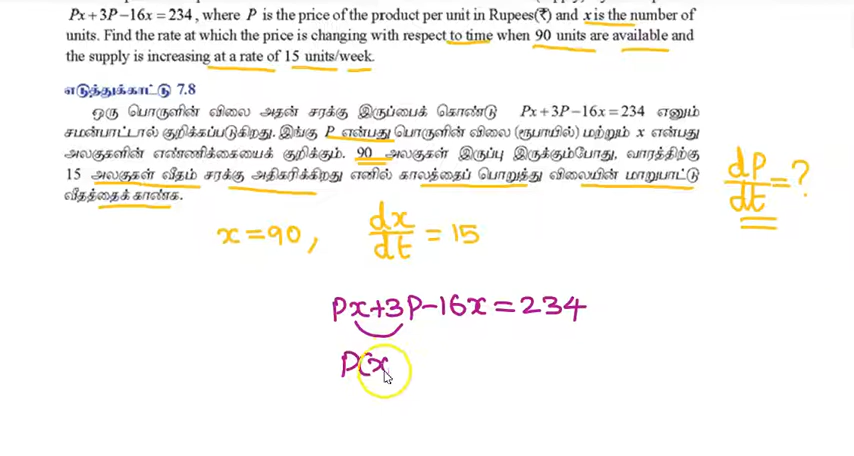 Px + 3P − 16x = 234, where P is the price of the product per unit in Rupees(₹) and x is the number of
units. Find the rate at which the price is changing with respect to time when 90 units are available and
the supply is increasing at a rate of 15 units/week.
எடுத்துக்காட்டு 7.8
ஒரு பொருளின் விலை அதன் சரக்கு இருப்பைக் கொண்டு Px + 3P − 16x = 234 எனும்
சமன்பாட்டால் குறிக்கப்படுகிறது. இங்கு P என்பது பொருளின் விலை (ரூபாயில்) மற்றும் x என்பது
அலகுகளின் எண்ணிக்கையைக் குறிக்கும். 90 அலகுகள் இருப்பு இருக்கும்போது, வாரத்திற்கு
15 அலகுகள் வீதம் சரக்கு அதிகரிக்கிறது எனில் காலத்தைப் பொறுத்து விலையின் மாறுபாட்டு
வீதத்தைக் காண்க.
dP/dt = ?
x = 90, dx/dt = 15
Px + 3P − 16x = 234
P(x